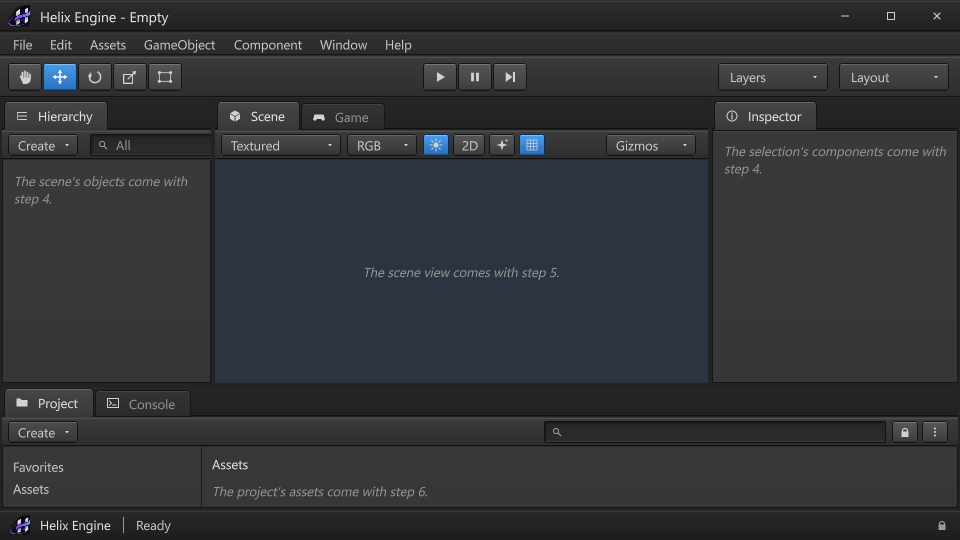 Helix Engine - Empty
File Edit Assets GameObject Component Window Help
Layers Layout
Hierarchy Scene Game Inspector
Create All Textured RGB 2D Gizmos
The scene's objects come with
step 4.
The scene view comes with step 5.
The selection's components come with
step 4.
Project Console
Create
Favorites
Assets
Assets
The project's assets come with step 6.
Helix Engine Ready